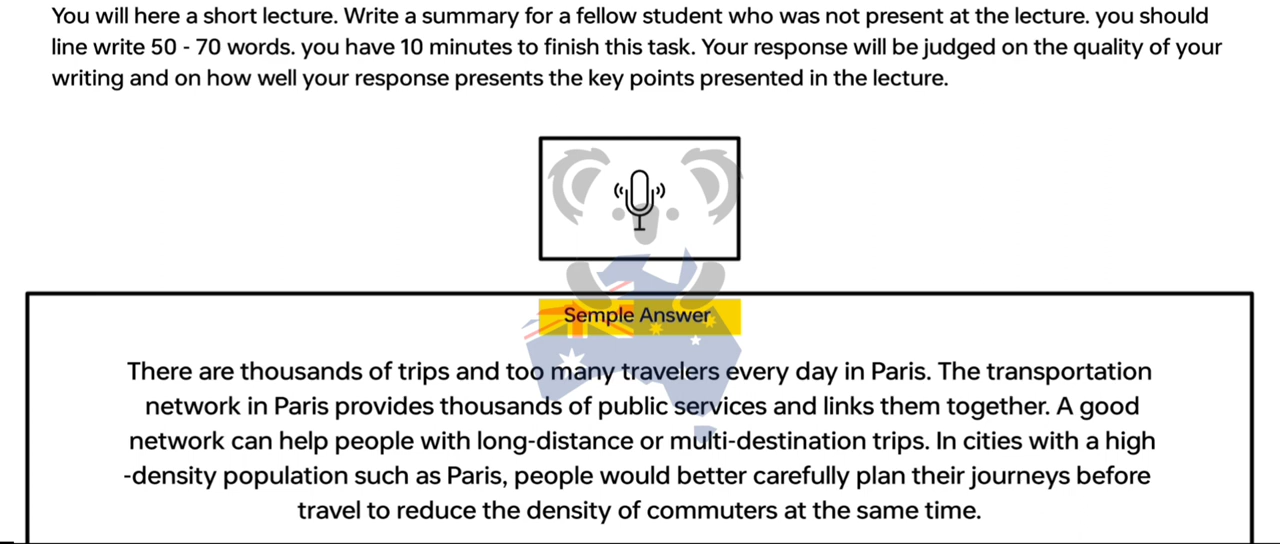 You will here a short lecture. Write a summary for a fellow student who was not present at the lecture. you should
line write 50 - 70 words. you have 10 minutes to finish this task. Your response will be judged on the quality of your
writing and on how well your response presents the key points presented in the lecture.
Semple Answer
There are thousands of trips and too many travelers every day in Paris. The transportation
network in Paris provides thousands of public services and links them together. A good
network can help people with long-distance or multi-destination trips. In cities with a high
-density population such as Paris, people would better carefully plan their journeys before
travel to reduce the density of commuters at the same time.